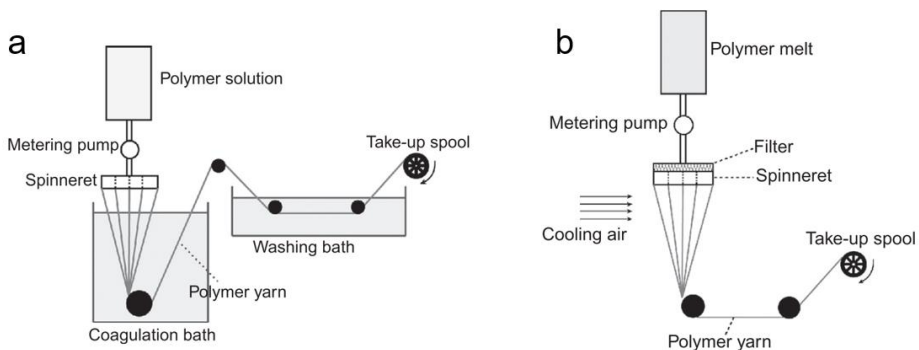 a
Polymer solution
Metering pump
Take-up spool
Spinneret
Washing bath
Polymer yarn
Coagulation bath
b
Polymer melt
Metering pump
Filter
Spinneret
Cooling air
Take-up spool
Polymer yarn